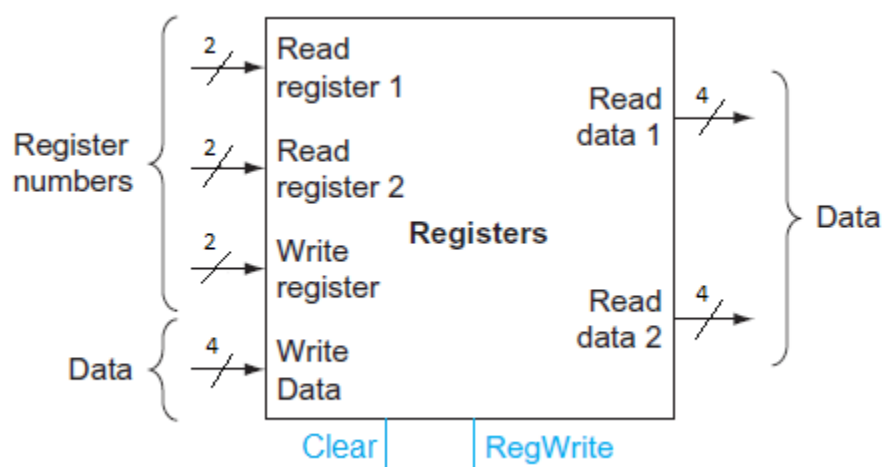 Register
numbers
Data
2
Read
register 1
2
Read
register 2
2
Write
register
4
Write
Data
Registers
Read
data 1
4
Read
data 2
4
Data
Clear
RegWrite